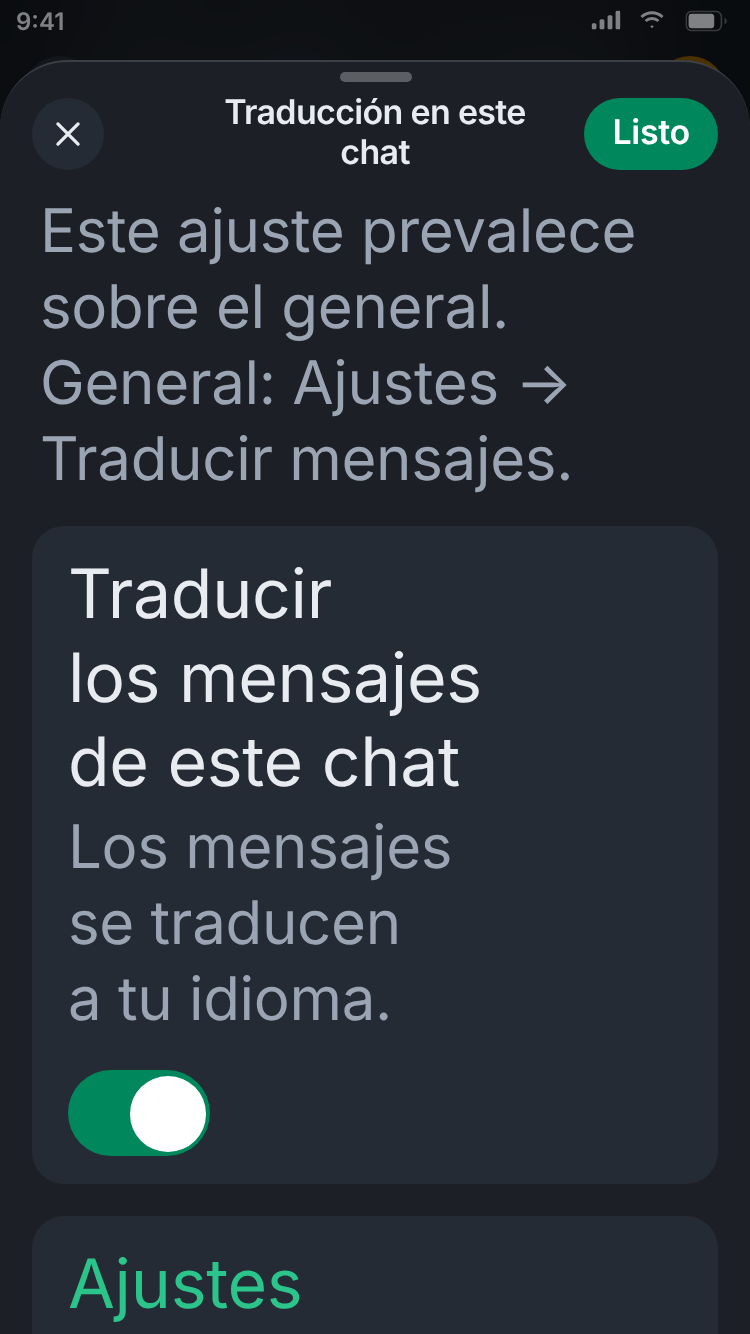 9:41
Traducción en este
chat
Listo
Este ajuste prevalece
sobre el general.
General: Ajustes →
Traducir mensajes.
Traducir
los mensajes
de este chat
Los mensajes
se traducen
a tu idioma.
Ajustes